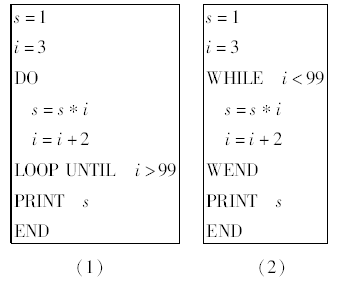 s=1
i=3
DO
s=s*i
i=i+2
LOOP UNTIL i>99
PRINT s
END
(1)
s=1
i=3
WHILE i<99
s=s*i
i=i+2
WEND
PRINT s
END
(2)